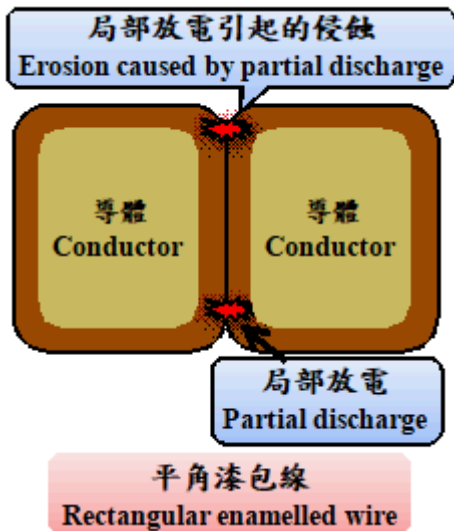 局部放電引起的侵蝕
Erosion caused by partial discharge
導體
Conductor
導體
Conductor
局部放電
Partial discharge
平角漆包線
Rectangular enamelled wire